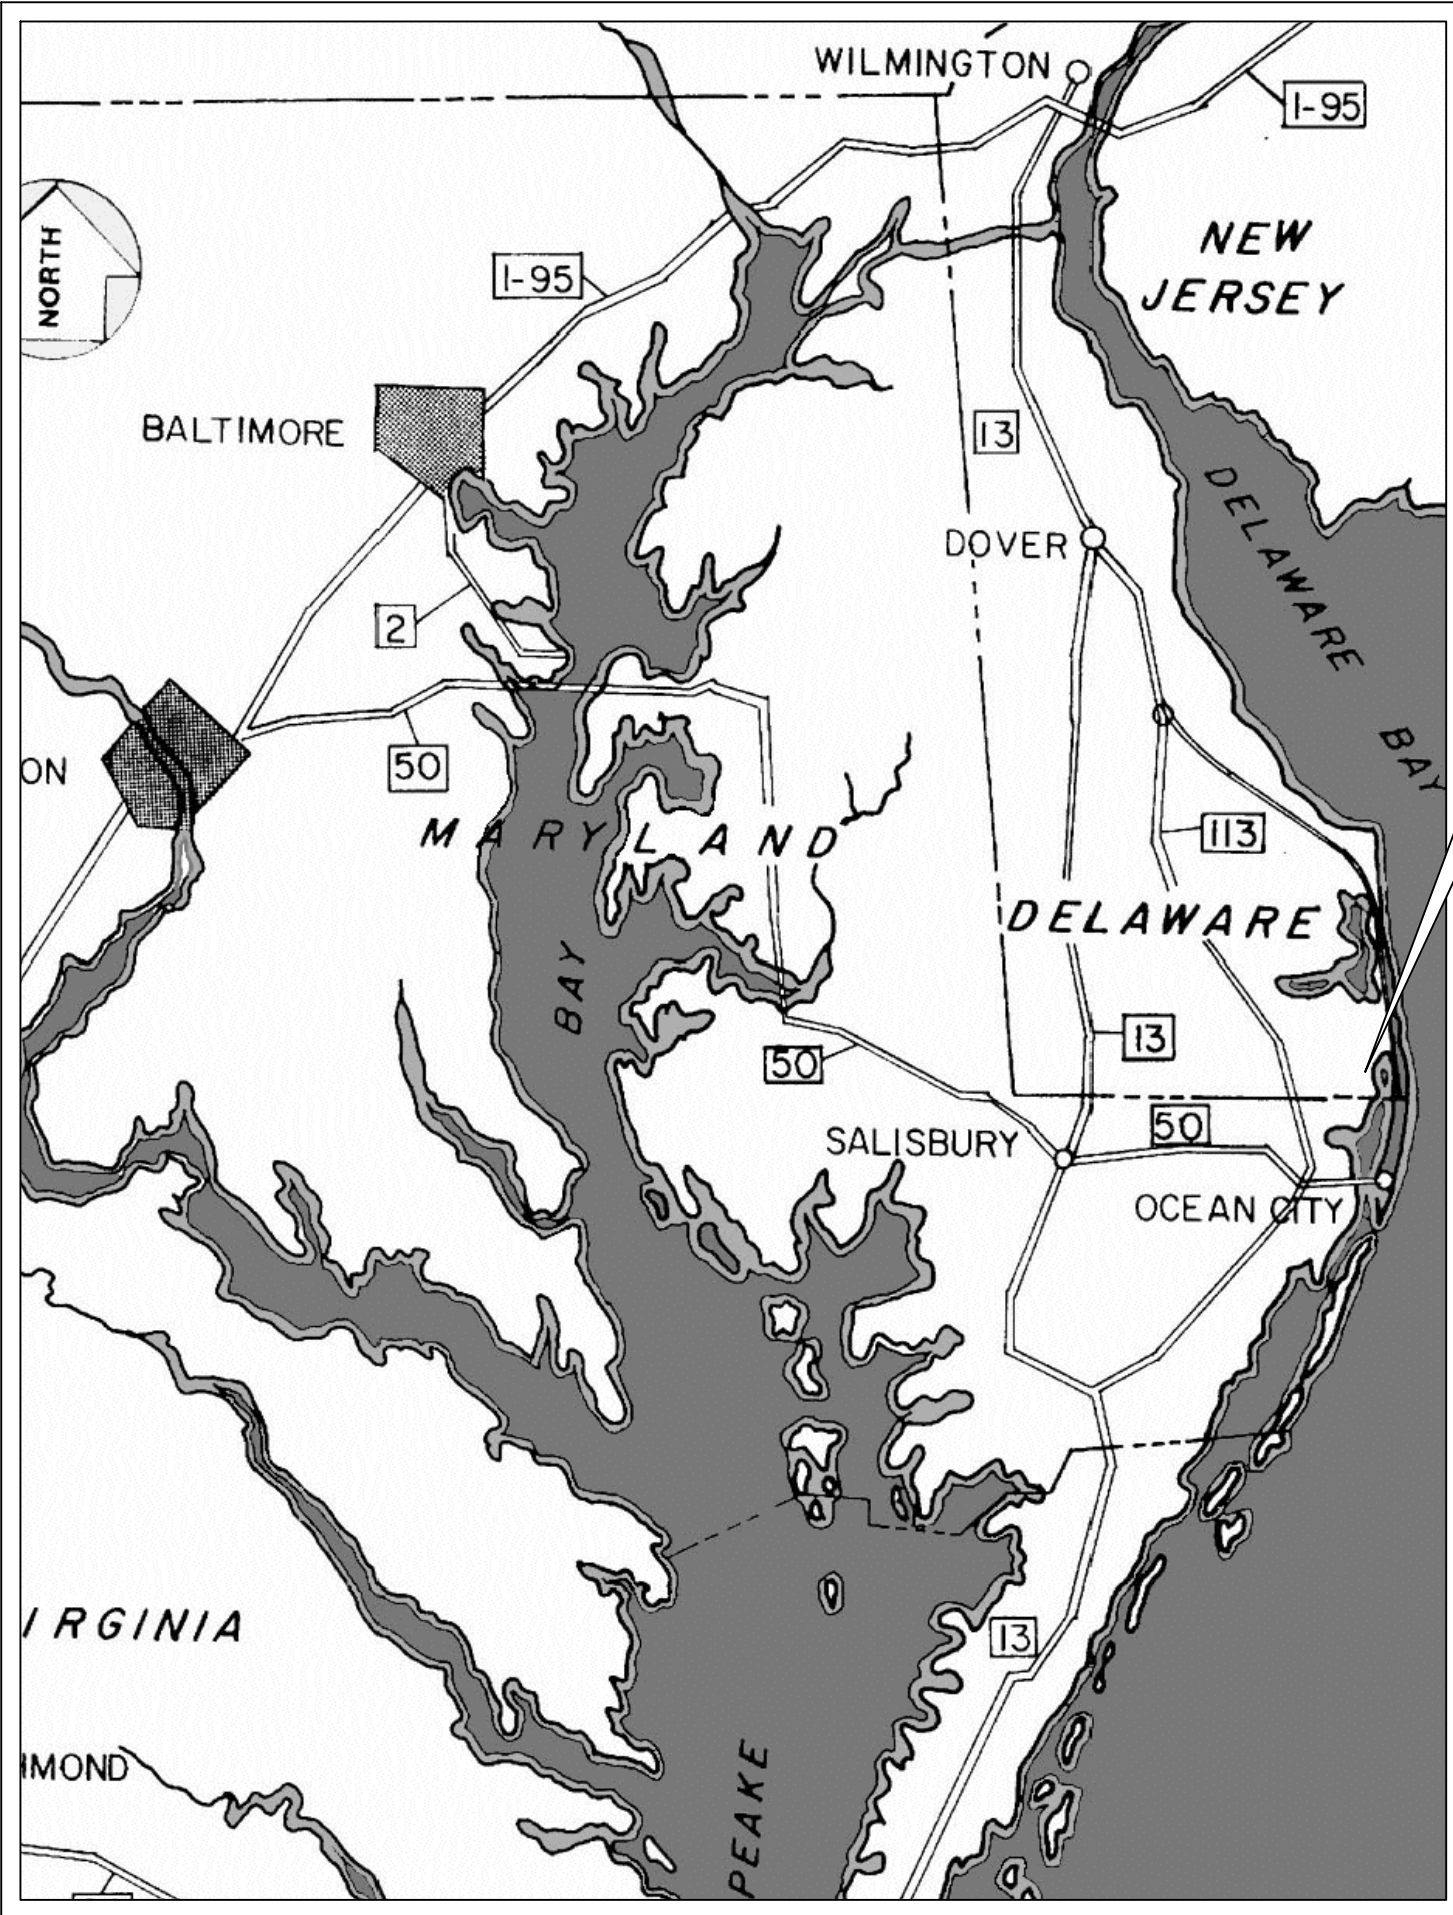 WILMINGTON
I-95
NORTH
NEW
JERSEY
I-95
BALTIMORE
13
DELAWARE
BAY
DOVER
2
50
ON
MARYLAND
113
DELAWARE
BAY
13
50
50
SALISBURY
OCEAN CITY
IRGINIA
13
MOND
PEAKE